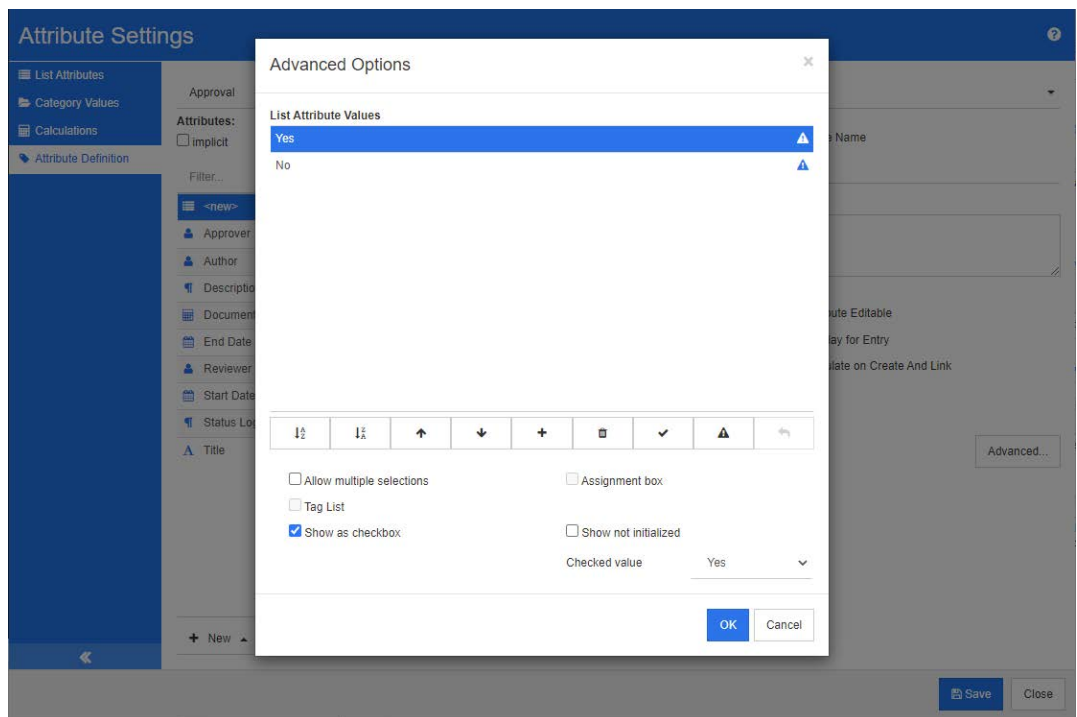 Attribute Settings
List Attributes
Category Values
Calculations
Attribute Definition
Approval
Attributes:
implicit
Filter...
<new>
Approver
Author
Descriptio
Document
End Date
Reviewer
Start Date
Status Log
Title
+ New
Advanced Options
×
List Attribute Values
Yes
No
Allow multiple selections
Assignment box
Tag List
Show as checkbox
Show not initialized
Checked value
Yes
OK
Cancel
Name
ute Editable
lay for Entry
ulate on Create And Link
Advanced...
Save
Close